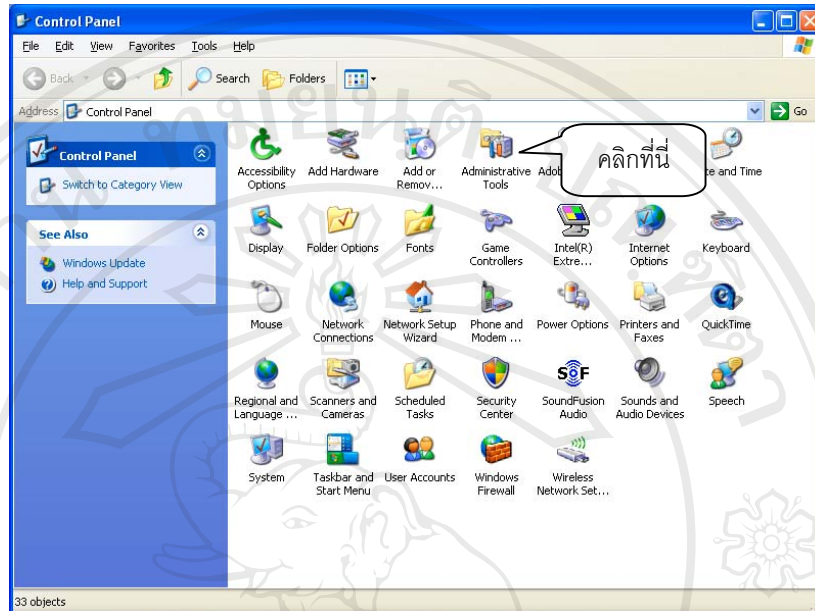 Control Panel
File Edit View Favorites Tools Help
Back Search Folders
Address Control Panel Go
Control Panel
Switch to Category View
See Also
Windows Update
Help and Support
Accessibility Options
Add Hardware
Add or Remov...
Administrative Tools
คลิกที่นี่
and Time
Display
Folder Options
Fonts
Game Controllers
Intel(R) Extre...
Internet Options
Keyboard
Mouse
Network Connections
Network Setup Wizard
Phone and Modem ...
Power Options
Printers and Faxes
QuickTime
Regional and Language ...
Scanners and Cameras
Scheduled Tasks
Security Center
SoundFusion Audio
Sounds and Audio Devices
Speech
System
Taskbar and Start Menu
User Accounts
Windows Firewall
Wireless Network Set...
33 objects